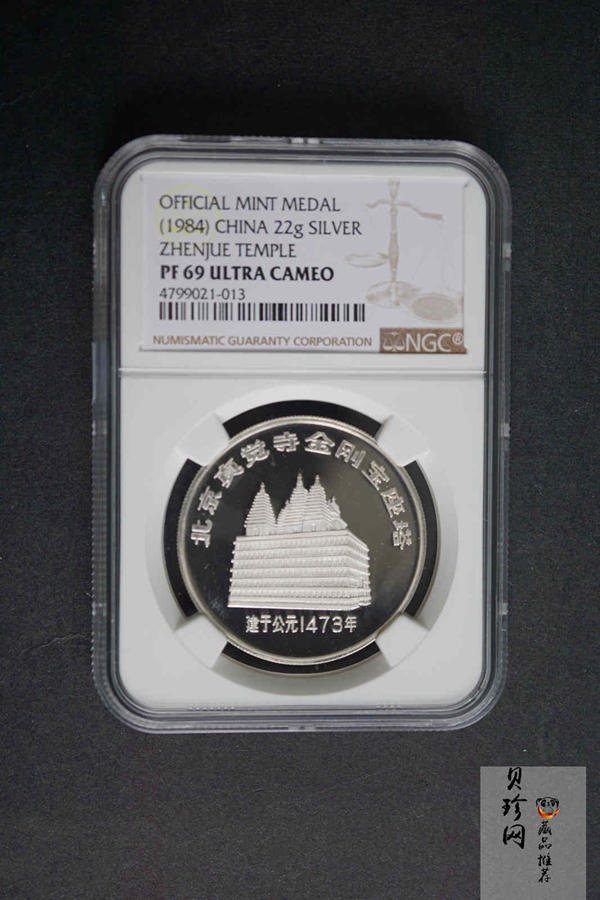 OFFICIAL MINT MEDAL
(1984) CHINA 22g SILVER
ZHENJUE TEMPLE
PF 69 ULTRA CAMEO
4799021-013
NUMISMATIC GUARANTY CORPORATION
NGC®
北京真觉寺金刚宝座塔
建于公元1473年
贝珍网
藏品推荐